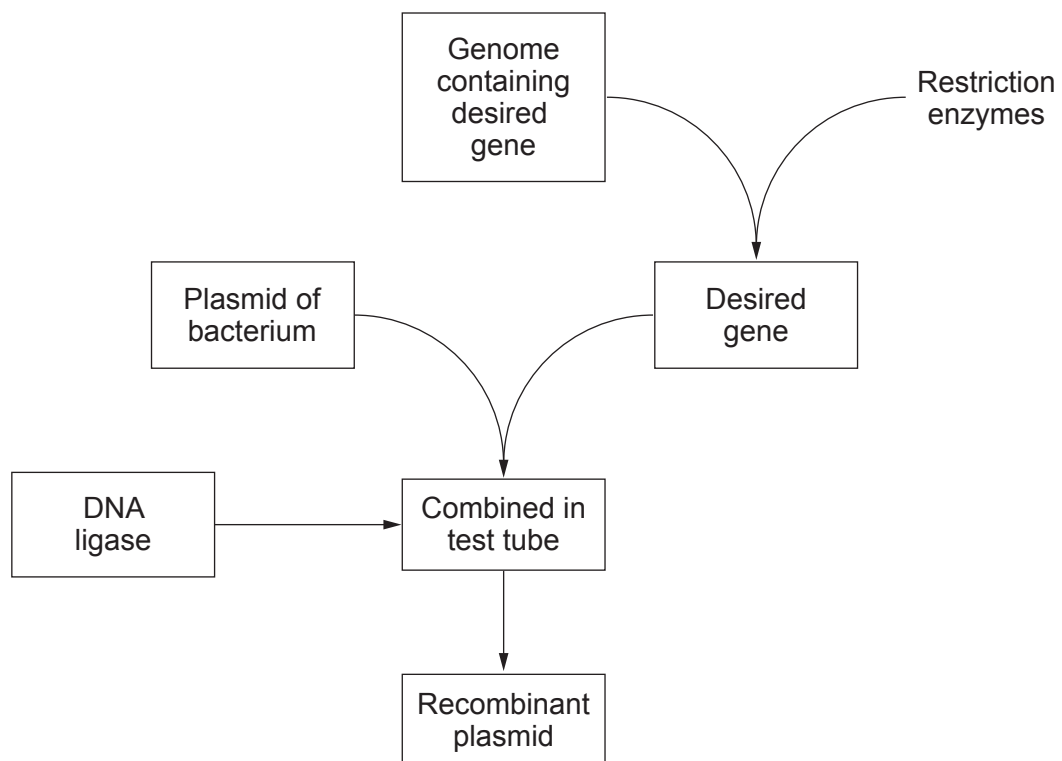 Genome
containing
desired
gene
Restriction
enzymes
Plasmid of
bacterium
Desired
gene
DNA
ligase
Combined in
test tube
Recombinant
plasmid